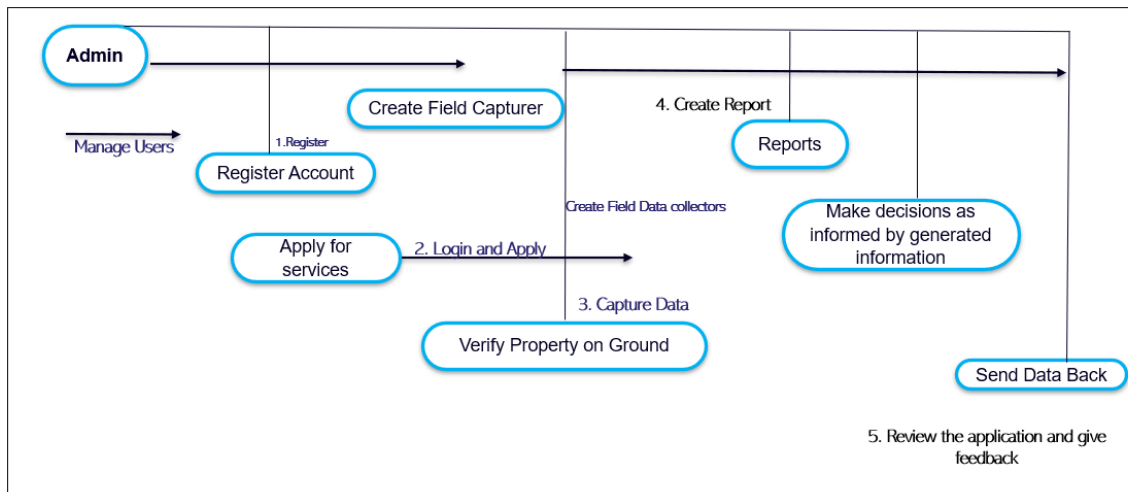 Admin
Create Field Capturer
4. Create Report
Manage Users
1.Register
Reports
Register Account
Create Field Data collectors
Make decisions as
informed by generated
information
Apply for
services
2. Login and Apply
3. Capture Data
Verify Property on Ground
Send Data Back
5. Review the application and give
feedback